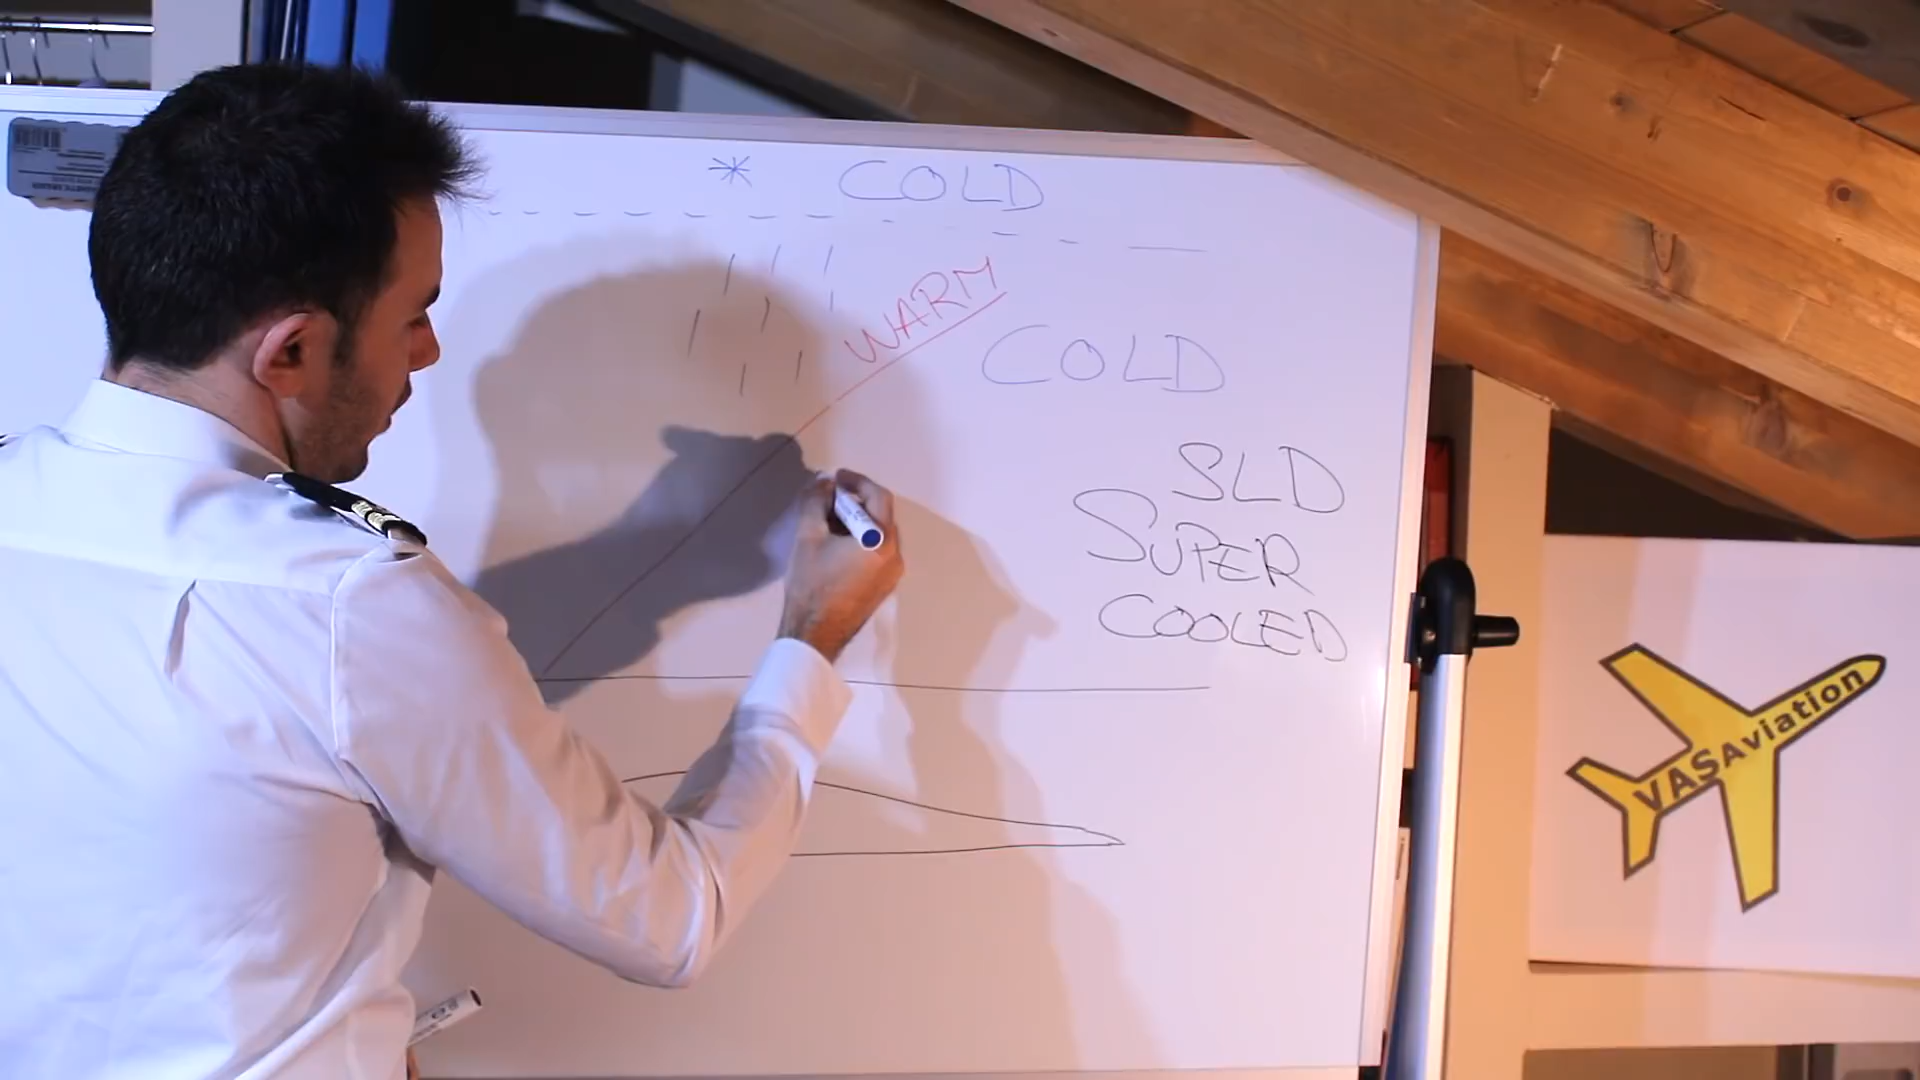 * COLD
WARM
COLD
SLD
SUPER
COOLED
VASAviation